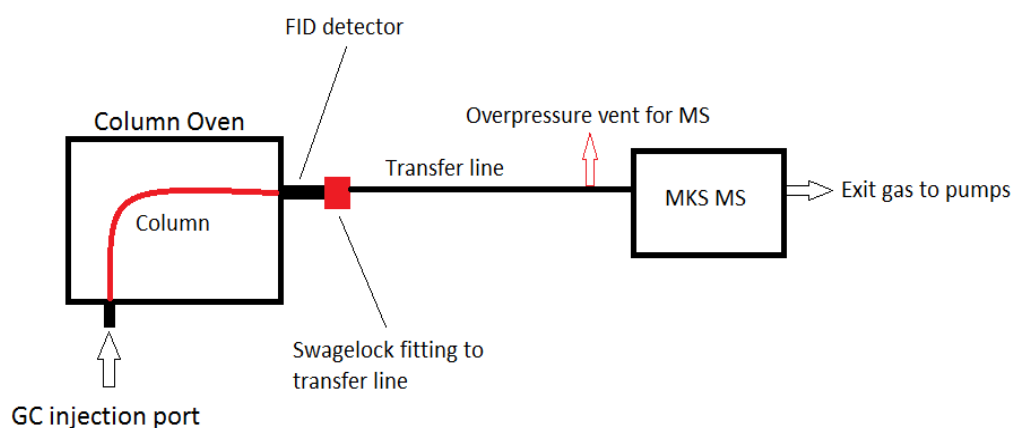 FID detector
Column Oven
Overpressure vent for MS
Transfer line
MKS MS
Exit gas to pumps
Column
Swagelock fitting to
transfer line
GC injection port